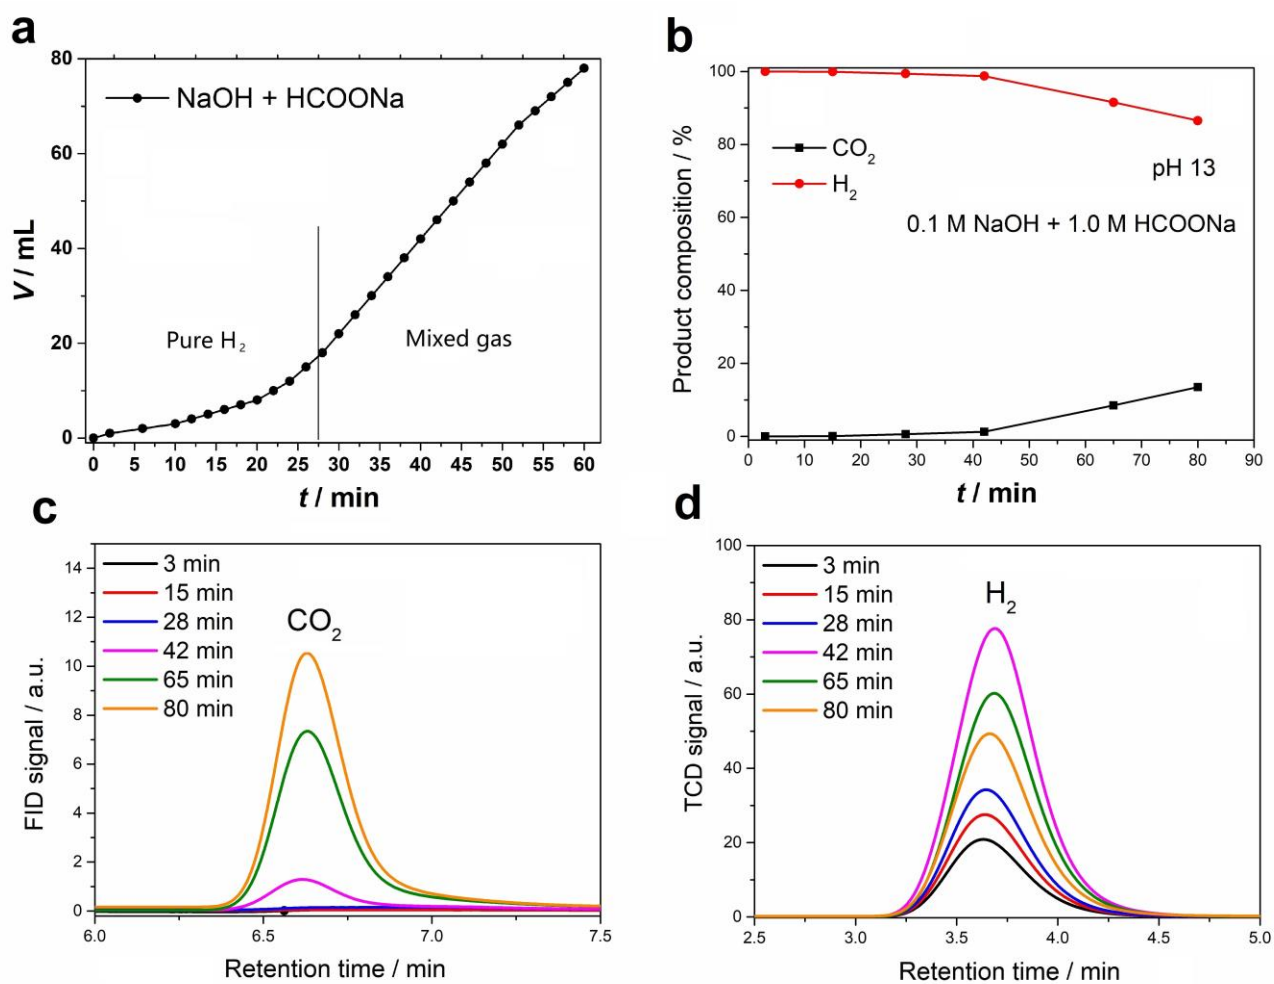 a
80
60
40
20
0
NaOH + HCOONa
Pure H₂
Mixed gas
V / mL
0 5 10 15 20 25 30 35 40 45 50 55 60
t / min
b
100
80
60
40
20
0
CO₂
H₂
pH 13
0.1 M NaOH + 1.0 M HCOONa
Product composition / %
0 10 20 30 40 50 60 70 80 90
t / min
c
14
12
10
8
6
4
2
0
3 min
15 min
28 min
42 min
65 min
80 min
CO₂
FID signal / a.u.
6.0 6.5 7.0 7.5
Retention time / min
d
100
80
60
40
20
0
3 min
15 min
28 min
42 min
65 min
80 min
H₂
TCD signal / a.u.
2.5 3.0 3.5 4.0 4.5 5.0
Retention time / min